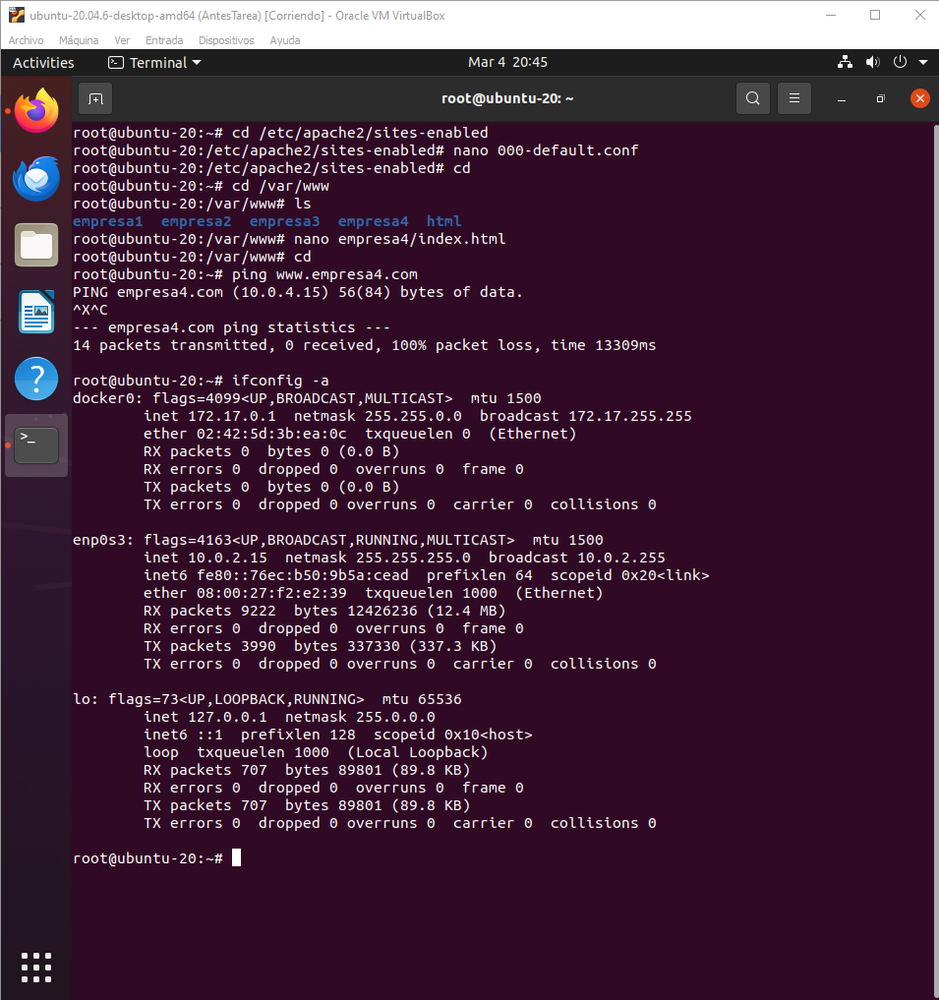 ubuntu-20.04.6-desktop-amd64 (AntesTarea) [Corriendo] - Oracle VM VirtualBox
Archivo Máquina Ver Entrada Dispositivos Ayuda
Activities Terminal Mar 4 20:45
root@ubuntu-20: ~
root@ubuntu-20:~# cd /etc/apache2/sites-enabled
root@ubuntu-20:/etc/apache2/sites-enabled# nano 000-default.conf
root@ubuntu-20:/etc/apache2/sites-enabled# cd
root@ubuntu-20:~# cd /var/www
root@ubuntu-20:/var/www# ls
empresa1  empresa2  empresa3  empresa4  html
root@ubuntu-20:/var/www# nano empresa4/index.html
root@ubuntu-20:/var/www# cd
root@ubuntu-20:~# ping www.empresa4.com
PING empresa4.com (10.0.4.15) 56(84) bytes of data.
^X^C
--- empresa4.com ping statistics ---
14 packets transmitted, 0 received, 100% packet loss, time 13309ms
root@ubuntu-20:~# ifconfig -a
docker0: flags=4099<UP,BROADCAST,MULTICAST>  mtu 1500
        inet 172.17.0.1  netmask 255.255.0.0  broadcast 172.17.255.255
        ether 02:42:5d:3b:ea:0c  txqueuelen 0  (Ethernet)
        RX packets 0  bytes 0 (0.0 B)
        RX errors 0  dropped 0  overruns 0  frame 0
        TX packets 0  bytes 0 (0.0 B)
        TX errors 0  dropped 0 overruns 0  carrier 0  collisions 0
enp0s3: flags=4163<UP,BROADCAST,RUNNING,MULTICAST>  mtu 1500
        inet 10.0.2.15  netmask 255.255.255.0  broadcast 10.0.2.255
        inet6 fe80::76ec:b50:9b5a:cead  prefixlen 64  scopeid 0x20<link>
        ether 08:00:27:f2:e2:39  txqueuelen 1000  (Ethernet)
        RX packets 9222  bytes 12426236 (12.4 MB)
        RX errors 0  dropped 0  overruns 0  frame 0
        TX packets 3990  bytes 337330 (337.3 KB)
        TX errors 0  dropped 0 overruns 0  carrier 0  collisions 0
lo: flags=73<UP,LOOPBACK,RUNNING>  mtu 65536
        inet 127.0.0.1  netmask 255.0.0.0
        inet6 ::1  prefixlen 128  scopeid 0x10<host>
        loop  txqueuelen 1000  (Local Loopback)
        RX packets 707  bytes 89801 (89.8 KB)
        RX errors 0  dropped 0  overruns 0  frame 0
        TX packets 707  bytes 89801 (89.8 KB)
        TX errors 0  dropped 0 overruns 0  carrier 0  collisions 0
root@ubuntu-20:~#